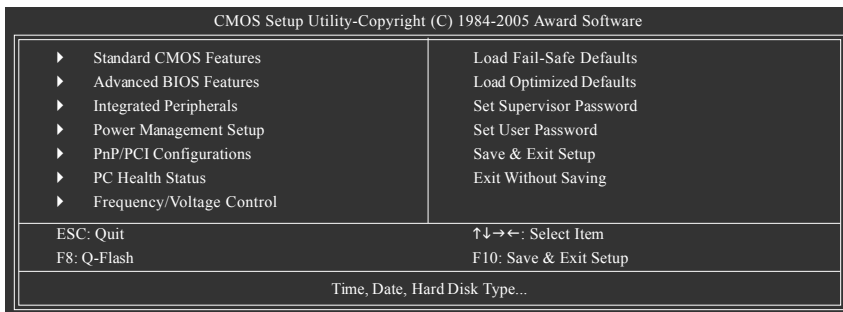 CMOS Setup Utility-Copyright (C) 1984-2005 Award Software
Standard CMOS Features
Advanced BIOS Features
Integrated Peripherals
Power Management Setup
PnP/PCI Configurations
PC Health Status
Frequency/Voltage Control
Load Fail-Safe Defaults
Load Optimized Defaults
Set Supervisor Password
Set User Password
Save & Exit Setup
Exit Without Saving
ESC: Quit
↑↓→←: Select Item
F8: Q-Flash
F10: Save & Exit Setup
Time, Date, Hard Disk Type...